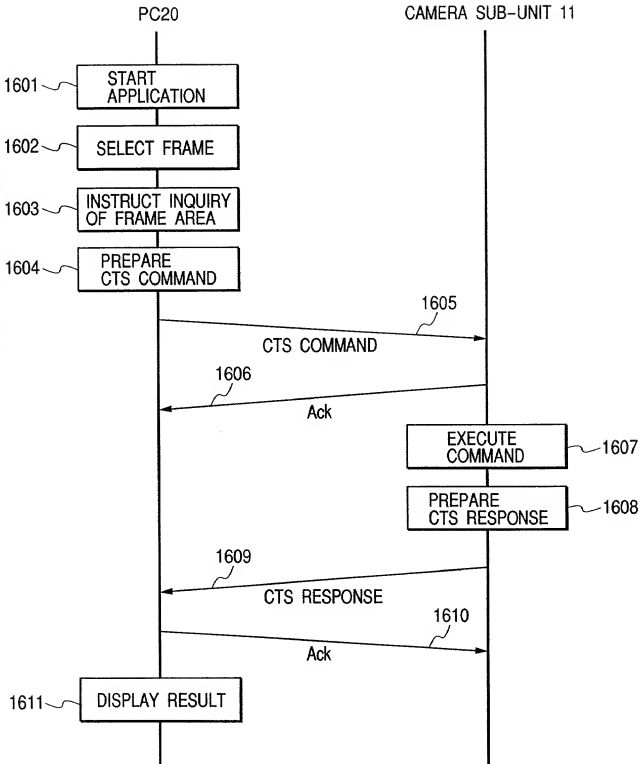 PC20
CAMERA SUB-UNIT 11
1601
START
APPLICATION
1602
SELECT FRAME
1603
INSTRUCT INQUIRY
OF FRAME AREA
1604
PREPARE
CTS COMMAND
1605
CTS COMMAND
1606
Ack
EXECUTE
COMMAND
1607
PREPARE
CTS RESPONSE
1608
1609
CTS RESPONSE
1610
Ack
1611
DISPLAY RESULT